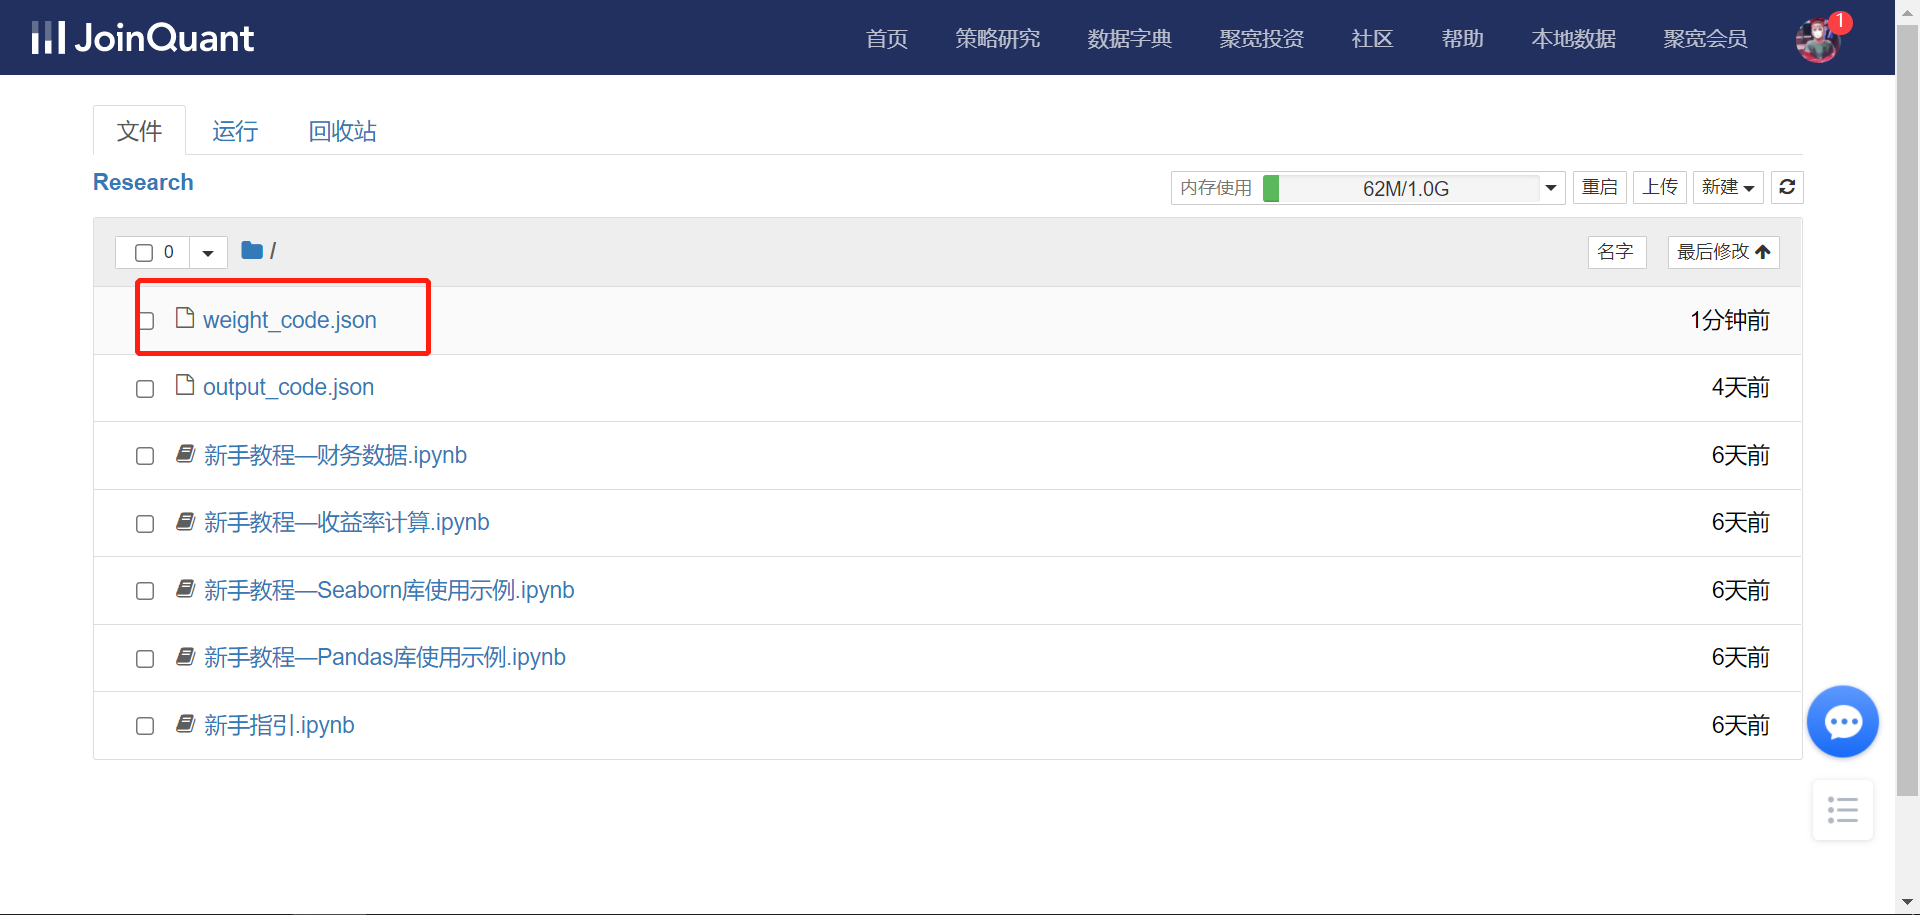 JoinQuant 首页 策略研究 数据字典 聚宽投资 社区 帮助 本地数据 聚宽会员 1
文件 运行 回收站
Research 内存使用 62M/1.0G 重启 上传 新建
0 / 名字 最后修改
weight_code.json 1分钟前
output_code.json 4天前
新手教程—财务数据.ipynb 6天前
新手教程—收益率计算.ipynb 6天前
新手教程—Seaborn库使用示例.ipynb 6天前
新手教程—Pandas库使用示例.ipynb 6天前
新手指引.ipynb 6天前